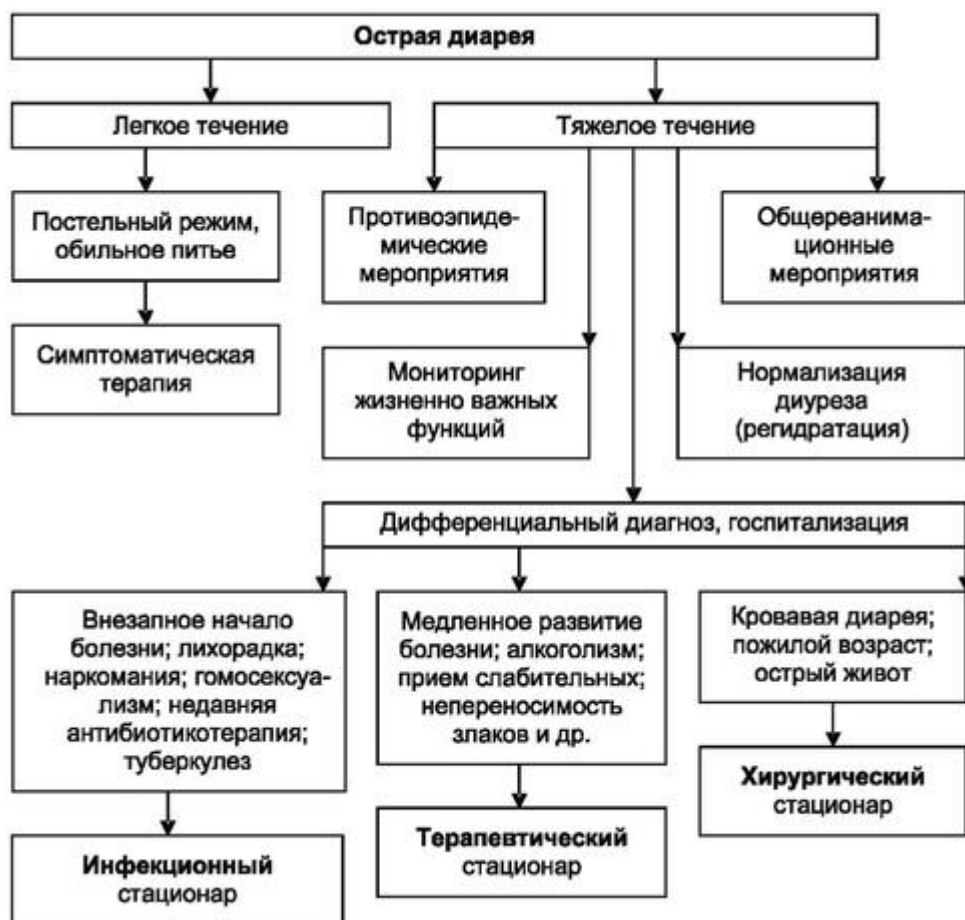 Острая диарея
Легкое течение
Тяжелое течение
Постельный режим,
обильное питье
Противоэпиде-
мические
мероприятия
Общереанима-
ционные
мероприятия
Симптоматическая
терапия
Мониторинг
жизненно важных
функций
Нормализация
диуреза
(регидратация)
Дифференциальный диагноз, госпитализация
Внезапное начало
болезни; лихорадка;
наркомания; гомосексуа-
лизм; недавняя
антибиотикотерапия;
туберкулез
Медленное развитие
болезни; алкоголизм;
прием слабительных;
непереносимость
злаков и др.
Кровавая диарея;
пожилой возраст;
острый живот
Инфекционный
стационар
Терапевтический
стационар
Хирургический
стационар